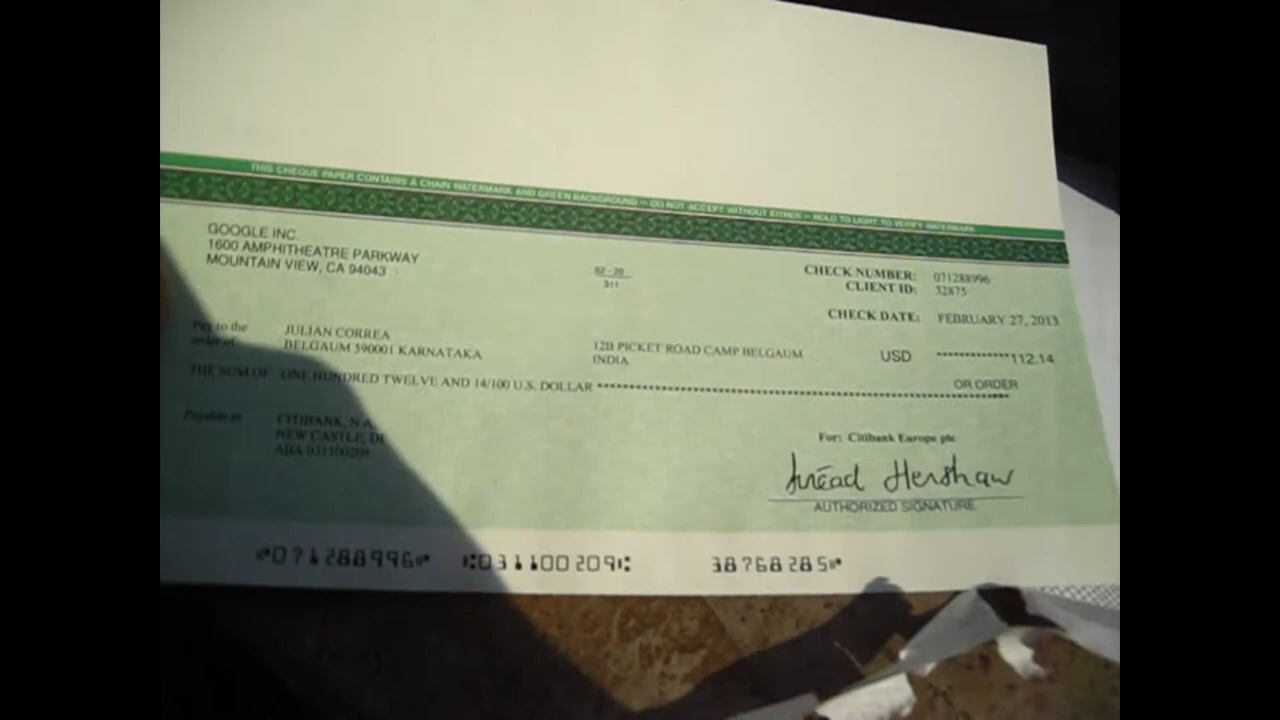 THIS CHEQUE PAPER CONTAINS A CHAIN WATERMARK AND GREEN BACKGROUND — DO NOT ACCEPT WITHOUT EITHER — HOLD TO LIGHT TO VERIFY WATERMARK
GOOGLE INC.
1600 AMPHITHEATRE PARKWAY
MOUNTAIN VIEW, CA 94043
62-20
311
CHECK NUMBER: 071288996
CLIENT ID: 32875
CHECK DATE: FEBRUARY 27, 2013
Pay to the
order of
JULIAN CORREA
BELGAUM 590001 KARNATAKA
12B PICKET ROAD CAMP BELGAUM
INDIA
USD ************112.14
THE SUM OF ONE HUNDRED TWELVE AND 14/100 U.S. DOLLAR
OR ORDER
Payable at
CITIBANK, N.A.
NEW CASTLE, DE
ABA 031100209
For: Citibank Europe plc
AUTHORIZED SIGNATURE
⑈071288996⑈ ⑆031100209⑆ 38768285⑈